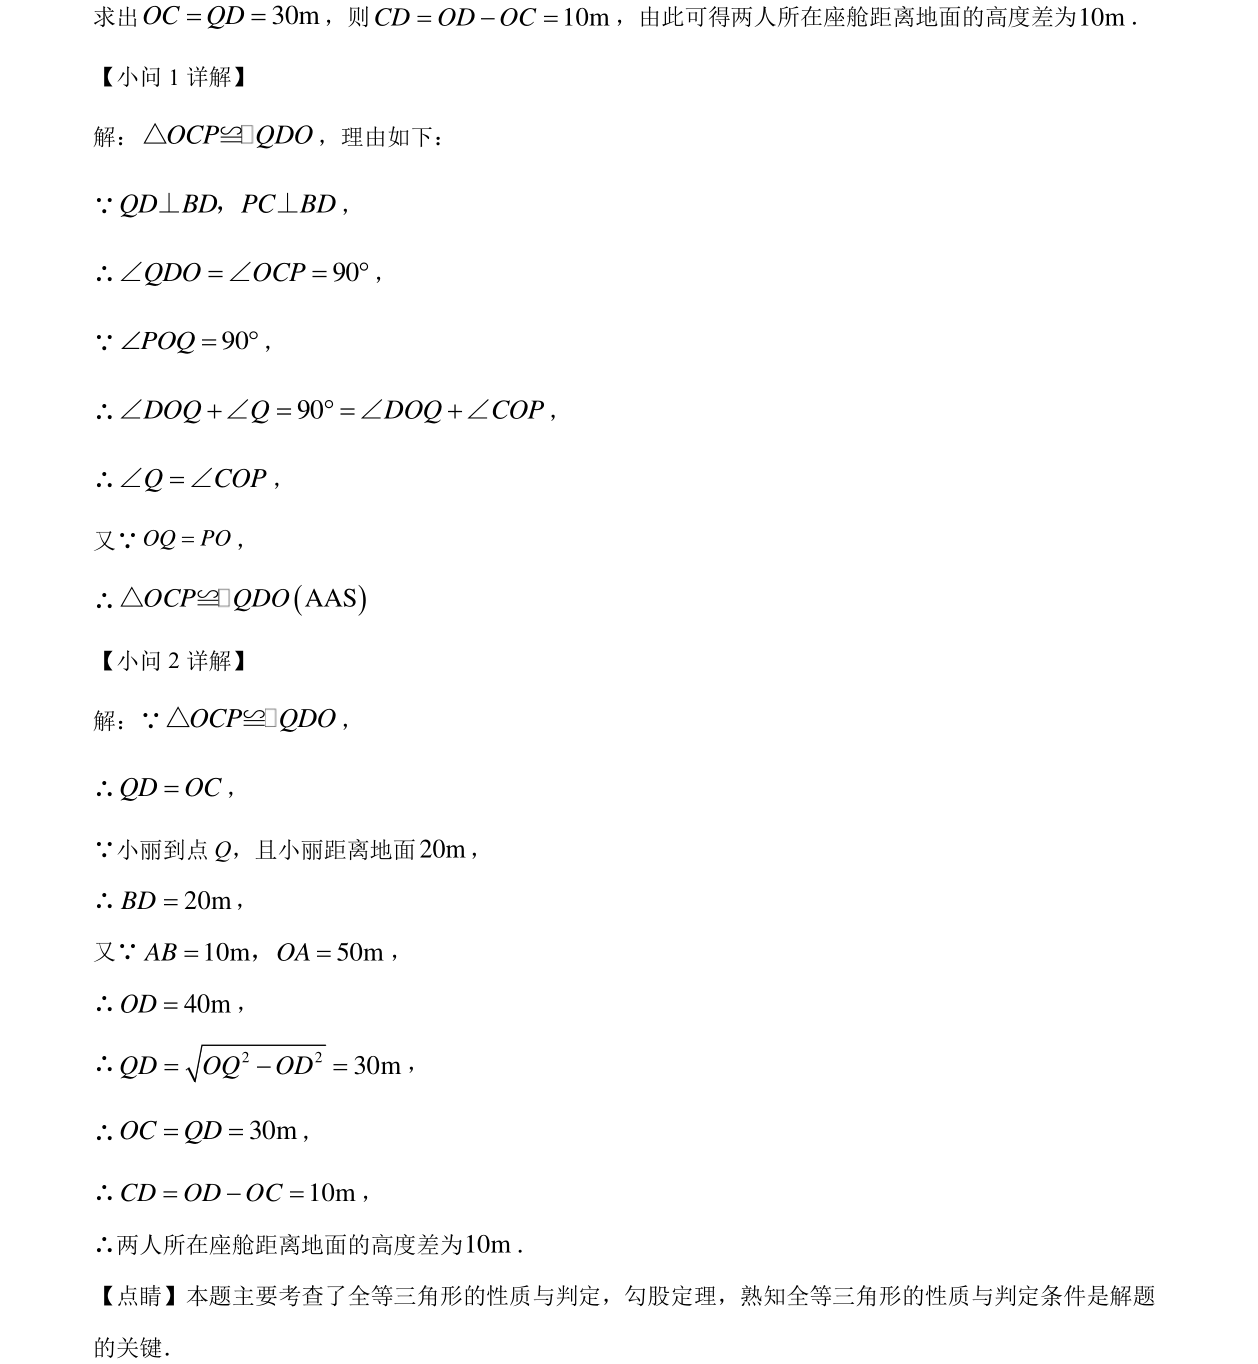 求出OC = QD = 30m，则CD = OD − OC = 10m，由此可得两人所在座舱距离地面的高度差为10m．
【小问 1 详解】
解：△OCP≌□QDO，理由如下：
∵QD⊥BD，PC⊥BD，
∴∠QDO = ∠OCP = 90°，
∵∠POQ = 90°，
∴∠DOQ + ∠Q = 90° = ∠DOQ + ∠COP，
∴∠Q = ∠COP，
又∵OQ = PO，
∴△OCP≌□QDO(AAS)
【小问 2 详解】
解：∵△OCP≌□QDO，
∴QD = OC，
∵小丽到点 Q，且小丽距离地面20m，
∴BD = 20m，
又∵AB = 10m，OA = 50m，
∴OD = 40m，
∴QD = √(OQ² − OD²) = 30m，
∴OC = QD = 30m，
∴CD = OD − OC = 10m，
∴两人所在座舱距离地面的高度差为10m．
【点睛】本题主要考查了全等三角形的性质与判定，勾股定理，熟知全等三角形的性质与判定条件是解题
的关键．